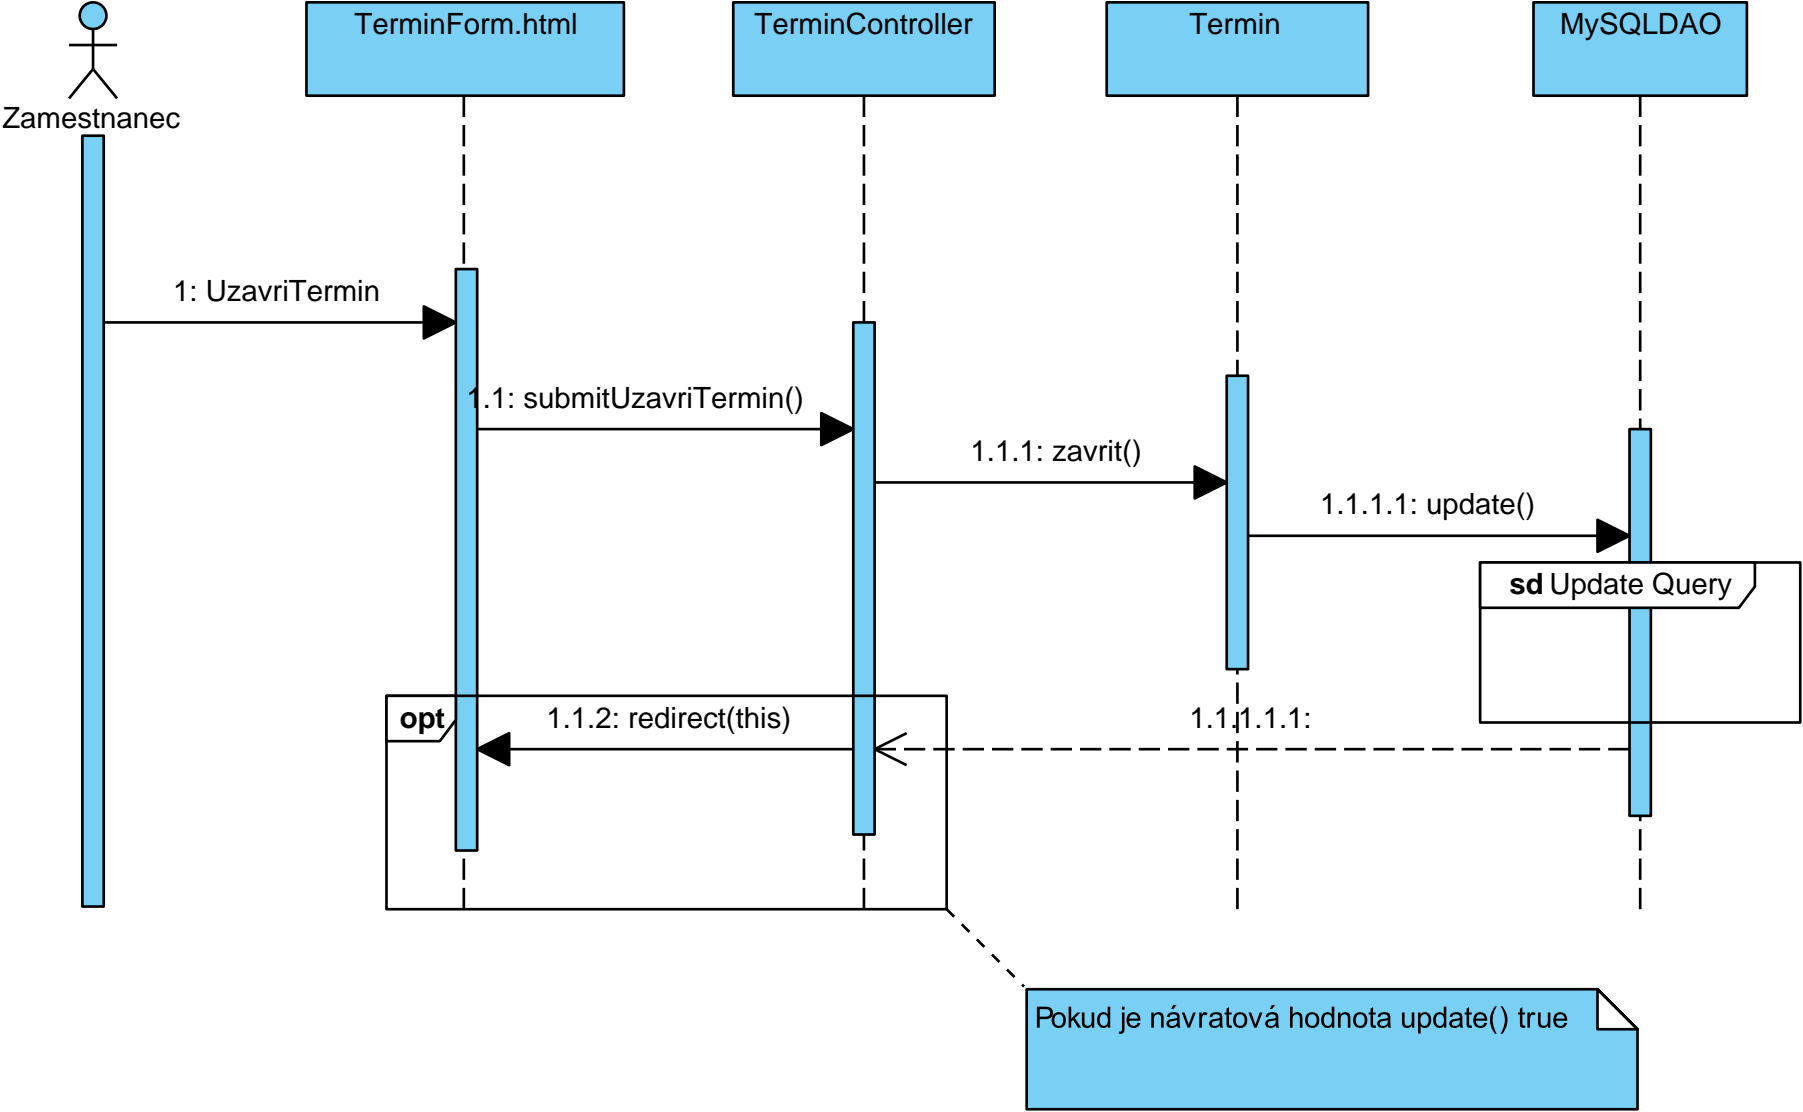 TerminForm.html
TerminController
Termin
MySQLDAO
Zamestnanec
1: UzavriTermin
1.1: submitUzavriTermin()
1.1.1: zavrit()
1.1.1.1: update()
sd Update Query
opt
1.1.2: redirect(this)
1.1.1.1.1:
Pokud je návratová hodnota update() true